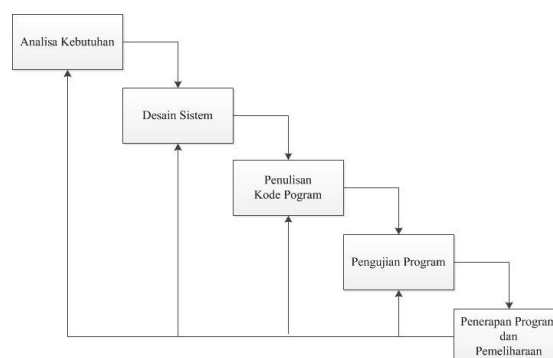 Analisa Kebutuhan
Desain Sistem
Penulisan
Kode Pogram
Pengujian Program
Penerapan Program
dan
Pemeliharaan